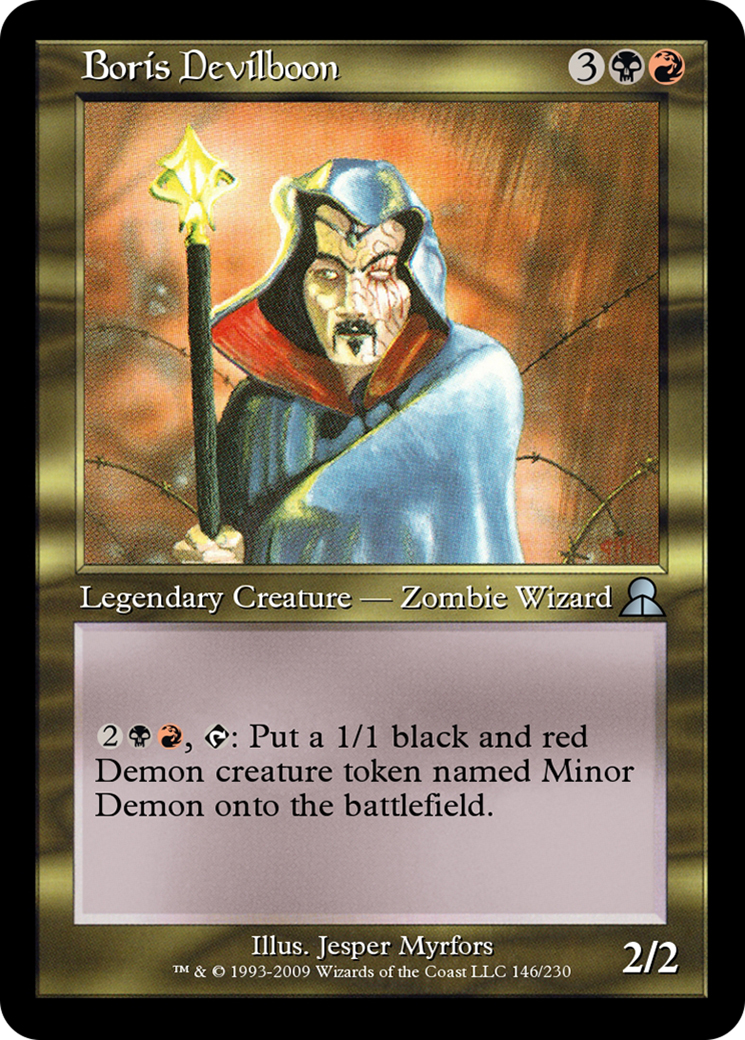 Boris Devilboon 3
Legendary Creature — Zombie Wizard
2, : Put a 1/1 black and red
Demon creature token named Minor
Demon onto the battlefield.
Illus. Jesper Myrfors
™ & © 1993-2009 Wizards of the Coast LLC 146/230
2/2